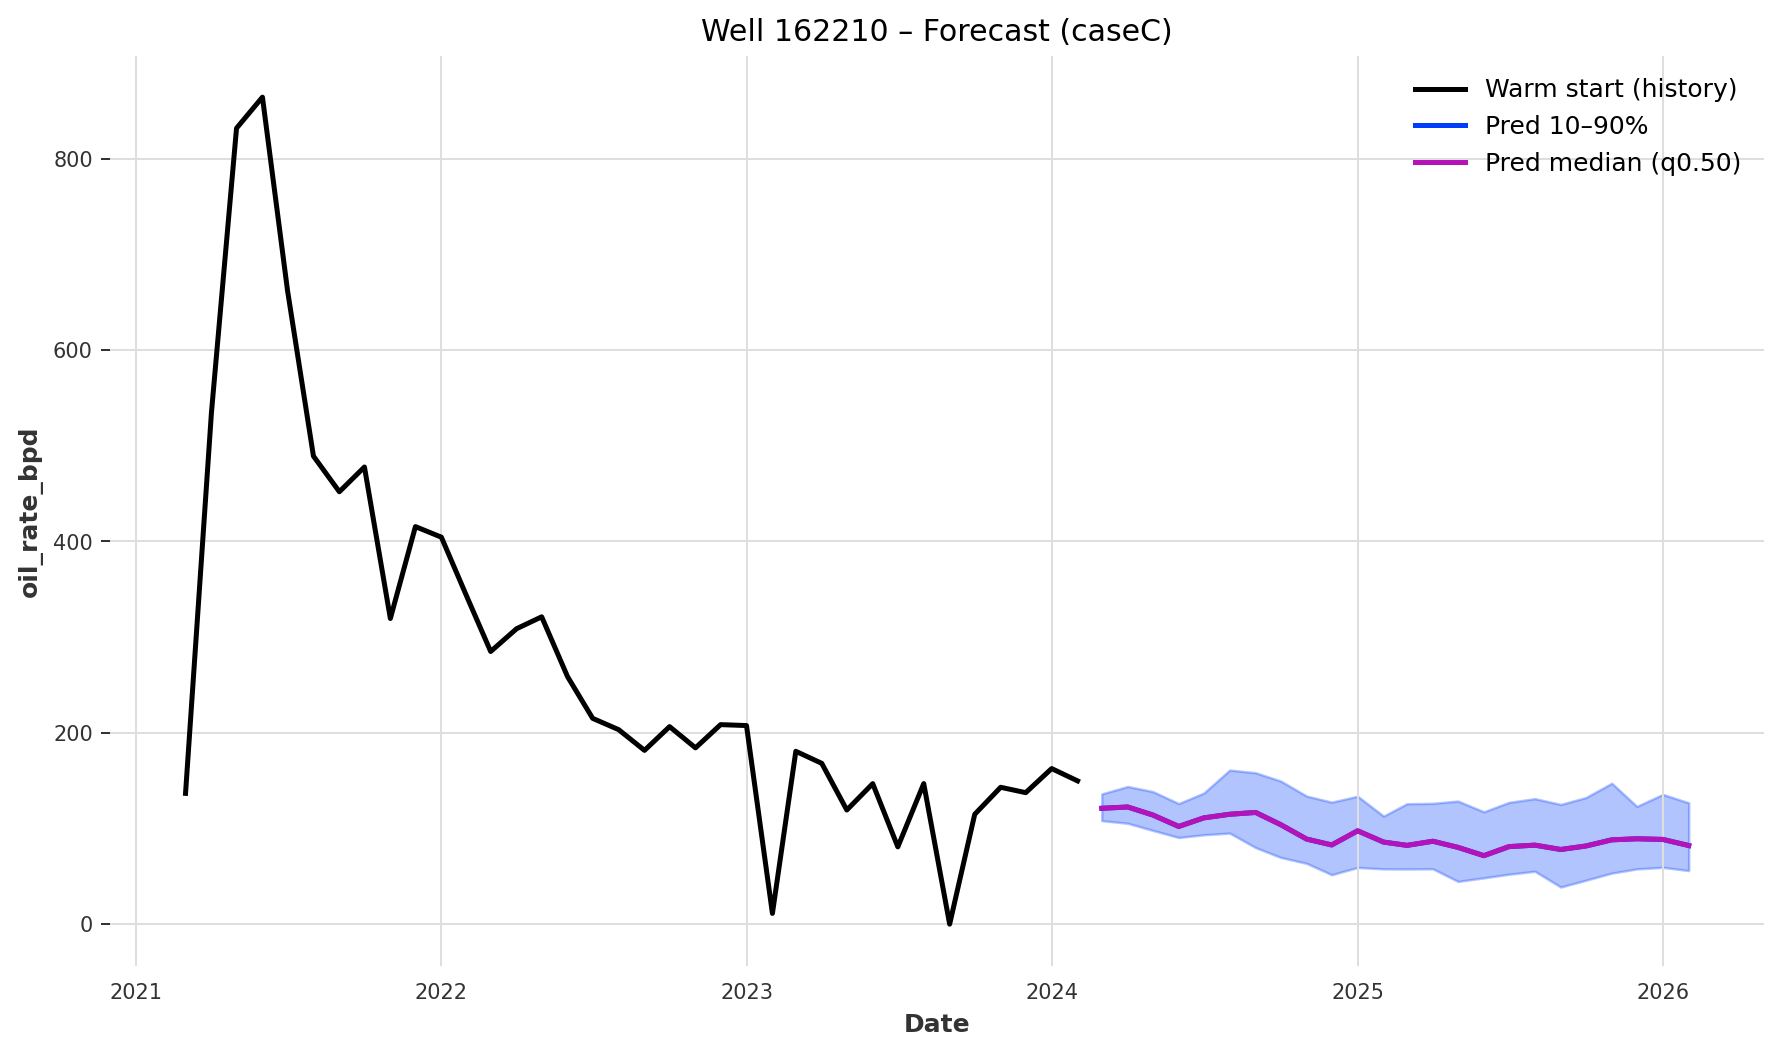 Well 162210 – Forecast (caseC)
Warm start (history)
Pred 10–90%
Pred median (q0.50)
oil_rate_bpd
800
600
400
200
0
2021
2022
2023
2024
2025
2026
Date